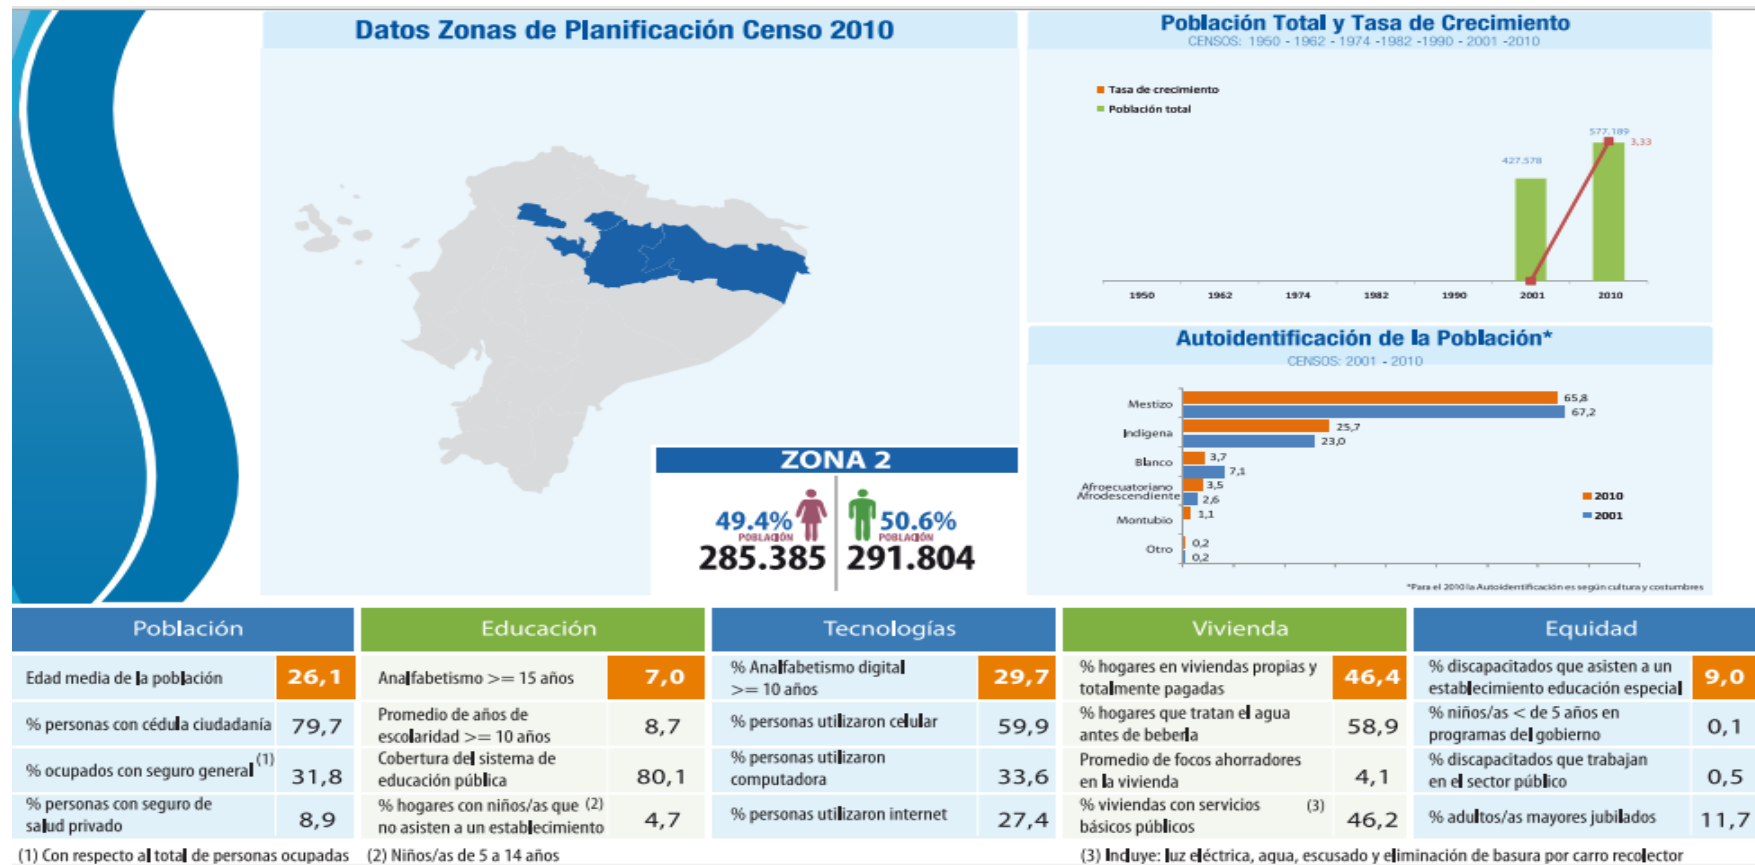 Datos Zonas de Planificación Censo 2010
ZONA 2
49.4%
POBLACIÓN
285.385
50.6%
POBLACIÓN
291.804
Población Total y Tasa de Crecimiento
CENSOS: 1950 - 1962 - 1974 -1982 -1990 - 2001 -2010
Tasa de crecimiento
Población total
427.578
577.189
3,33
1950 1962 1974 1982 1990 2001 2010
Autoidentificación de la Población*
CENSOS: 2001 - 2010
Mestizo 65,8
67,2
Indígena 25,7
23,0
Blanco 3,7
7,1
Afroecuatoriano 3,5
Afrodescendiente 2,6
Montubio 1,1
Otro 0,2
0,2
2010
2001
*Para el 2010 la Autoidentificación es según cultura y costumbres
Población
Edad media de la población 26,1
% personas con cédula ciudadanía 79,7
% ocupados con seguro general (1) 31,8
% personas con seguro de
salud privado 8,9
Educación
Analfabetismo >= 15 años 7,0
Promedio de años de
escolaridad >= 10 años 8,7
Cobertura del sistema de
educación pública 80,1
% hogares con niños/as que (2)
no asisten a un establecimiento 4,7
Tecnologías
% Analfabetismo digital
>= 10 años 29,7
% personas utilizaron celular 59,9
% personas utilizaron
computadora 33,6
% personas utilizaron internet 27,4
Vivienda
% hogares en viviendas propias y
totalmente pagadas 46,4
% hogares que tratan el agua
antes de beberla 58,9
Promedio de focos ahorradores
en la vivienda 4,1
% viviendas con servicios (3)
básicos públicos 46,2
Equidad
% discapacitados que asisten a un
establecimiento educación especial 9,0
% niños/as < de 5 años en
programas del gobierno 0,1
% discapacitados que trabajan
en el sector público 0,5
% adultos/as mayores jubilados 11,7
(1) Con respecto al total de personas ocupadas (2) Niños/as de 5 a 14 años
(3) Incluye: luz eléctrica, agua, escusado y eliminación de basura por carro recolector